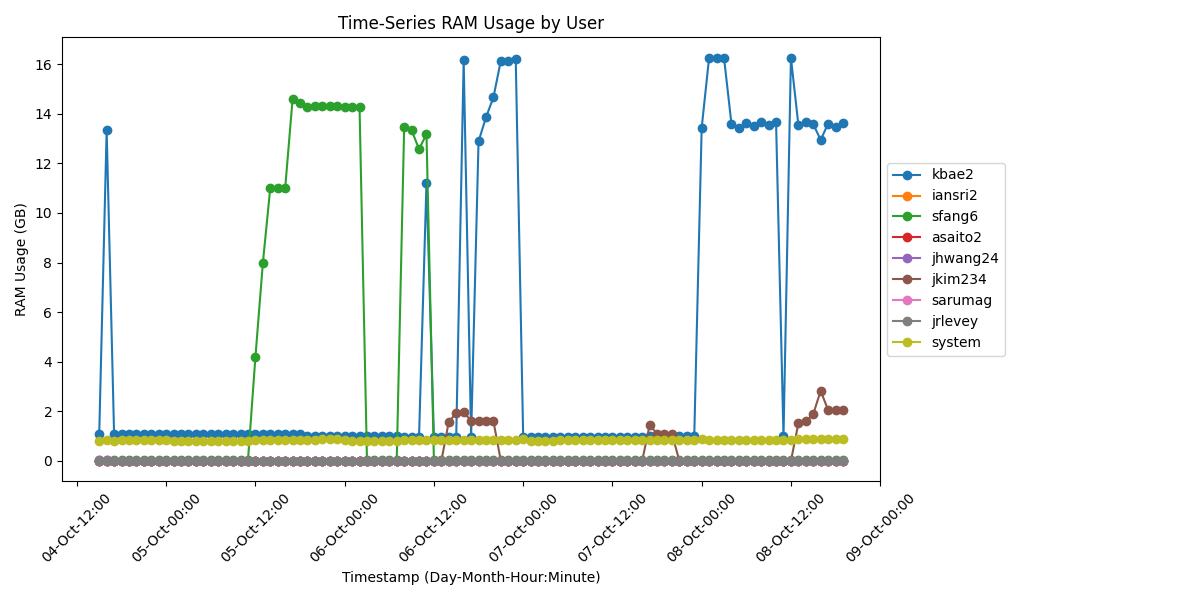 Time-Series RAM Usage by User
RAM Usage (GB)
16
14
12
10
8
6
4
2
0
04-Oct-12:00
05-Oct-00:00
05-Oct-12:00
06-Oct-00:00
06-Oct-12:00
07-Oct-00:00
07-Oct-12:00
08-Oct-00:00
08-Oct-12:00
09-Oct-00:00
Timestamp (Day-Month-Hour:Minute)
kbae2
iansri2
sfang6
asaito2
jhwang24
jkim234
sarumag
jrlevey
system